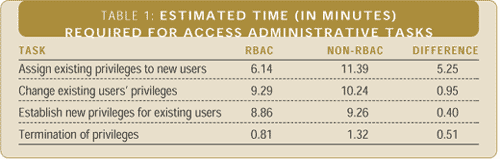 TABLE 1: ESTIMATED TIME (IN MINUTES)
REQUIRED FOR ACCESS ADMINISTRATIVE TASKS
TASK RBAC NON-RBAC DIFFERENCE
Assign existing privileges to new users 6.14 11.39 5.25
Change existing users' privileges 9.29 10.24 0.95
Establish new privileges for existing users 8.86 9.26 0.40
Termination of privileges 0.81 1.32 0.51